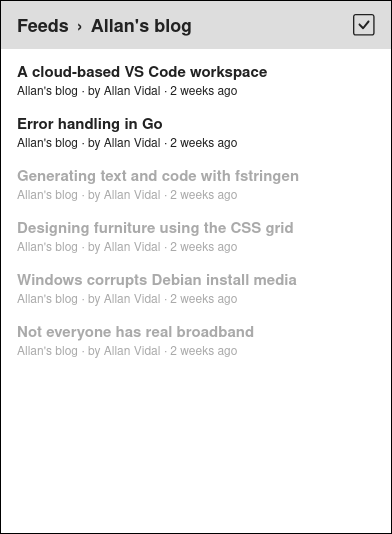 Feeds › Allan's blog
A cloud-based VS Code workspace
Allan's blog · by Allan Vidal · 2 weeks ago
Error handling in Go
Allan's blog · by Allan Vidal · 2 weeks ago
Generating text and code with fstringen
Allan's blog · by Allan Vidal · 2 weeks ago
Designing furniture using the CSS grid
Allan's blog · by Allan Vidal · 2 weeks ago
Windows corrupts Debian install media
Allan's blog · by Allan Vidal · 2 weeks ago
Not everyone has real broadband
Allan's blog · by Allan Vidal · 2 weeks ago